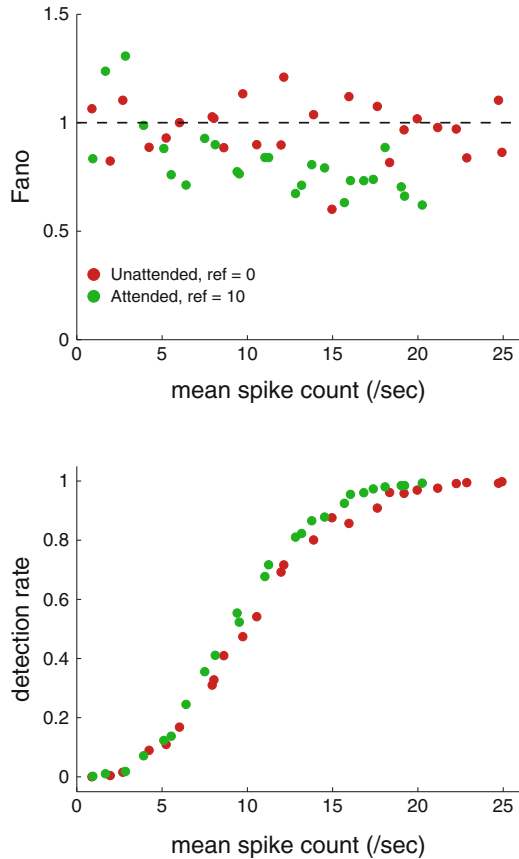 1.5
1
0.5
0
Fano
Unattended, ref = 0
Attended, ref = 10
0 5 10 15 20 25
mean spike count (/sec)
1
0.8
0.6
0.4
0.2
0
detection rate
0 5 10 15 20 25
mean spike count (/sec)